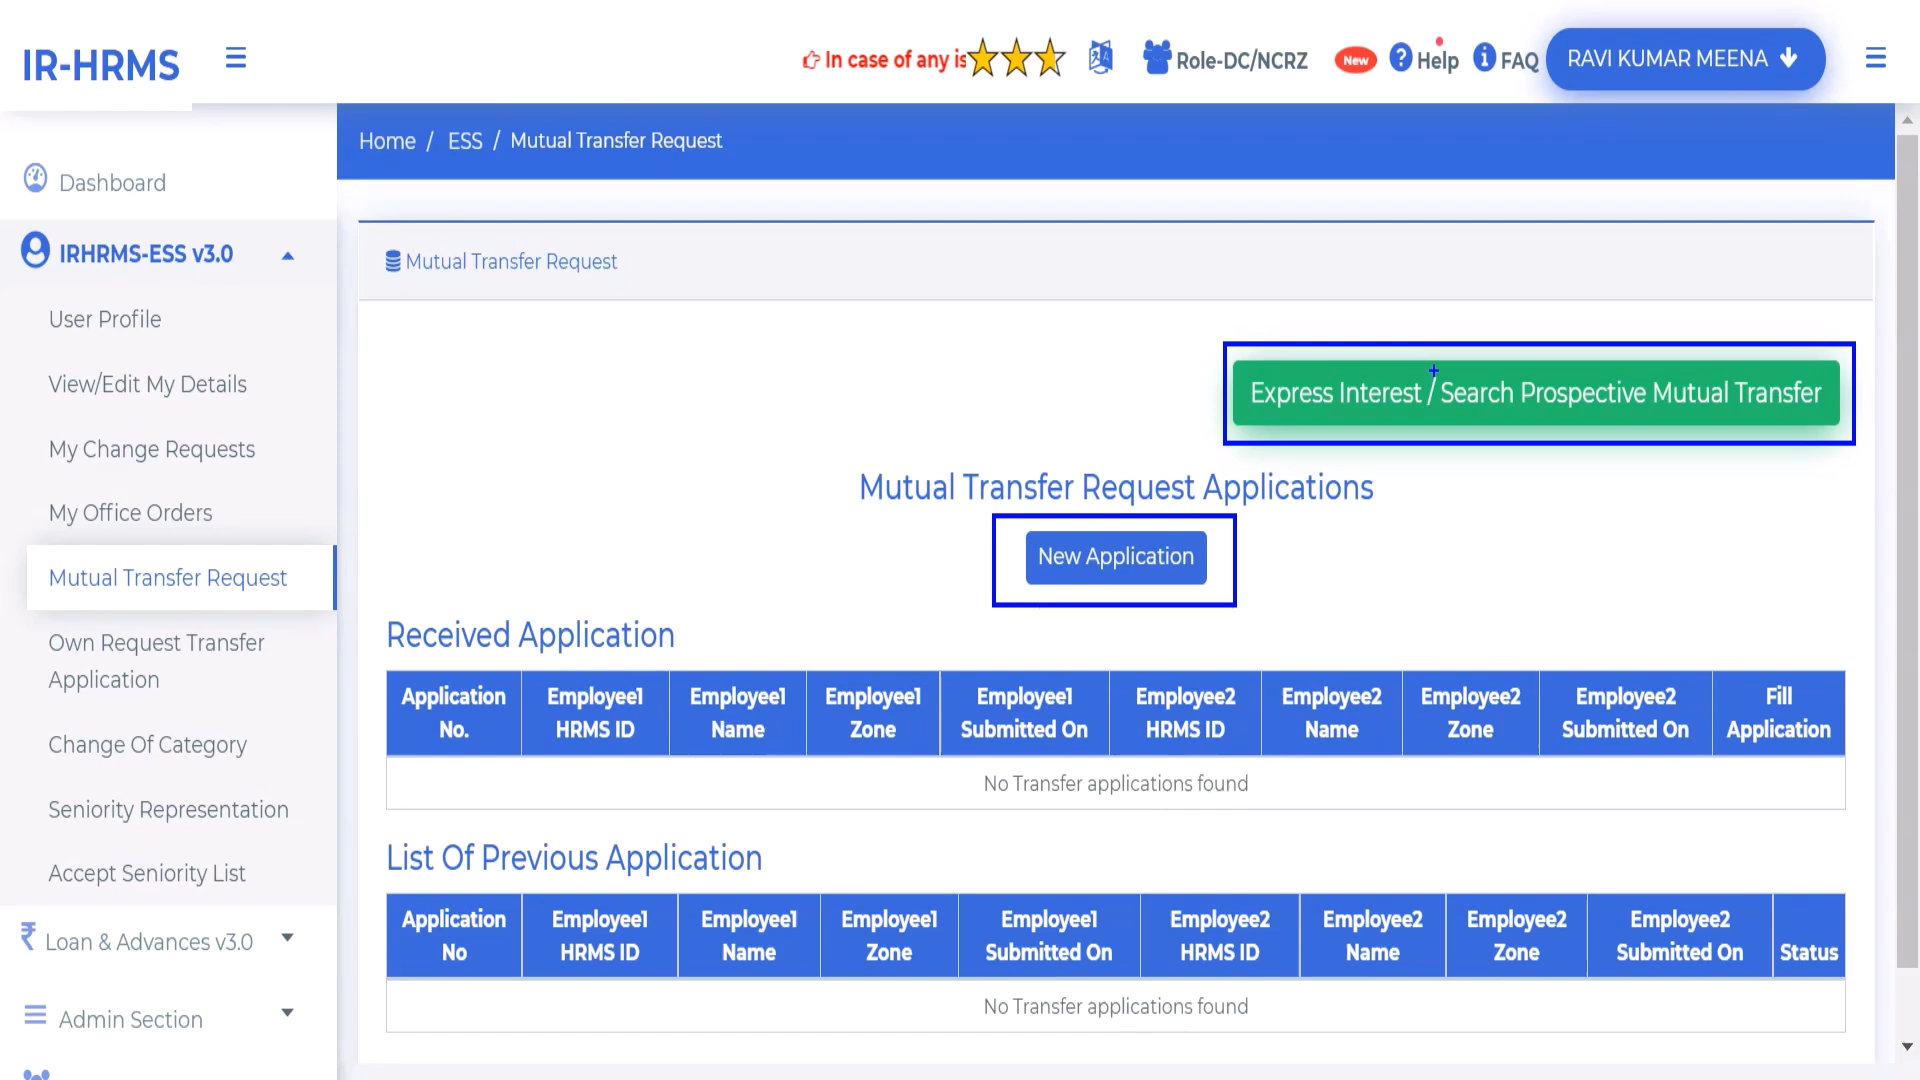 IR-HRMS
In case of any is
Role-DC/NCRZ
New
Help
FAQ
RAVI KUMAR MEENA
Home / ESS / Mutual Transfer Request
Dashboard
IRHRMS-ESS v3.0
User Profile
View/Edit My Details
My Change Requests
My Office Orders
Mutual Transfer Request
Own Request Transfer
Application
Change Of Category
Seniority Representation
Accept Seniority List
Loan & Advances v3.0
Admin Section
Mutual Transfer Request
Express Interest / Search Prospective Mutual Transfer
Mutual Transfer Request Applications
New Application
Received Application
Application No. Employee1 HRMS ID Employee1 Name Employee1 Zone Employee1 Submitted On Employee2 HRMS ID Employee2 Name Employee2 Zone Employee2 Submitted On Fill Application
No Transfer applications found
List Of Previous Application
Application No Employee1 HRMS ID Employee1 Name Employee1 Zone Employee1 Submitted On Employee2 HRMS ID Employee2 Name Employee2 Zone Employee2 Submitted On Status
No Transfer applications found